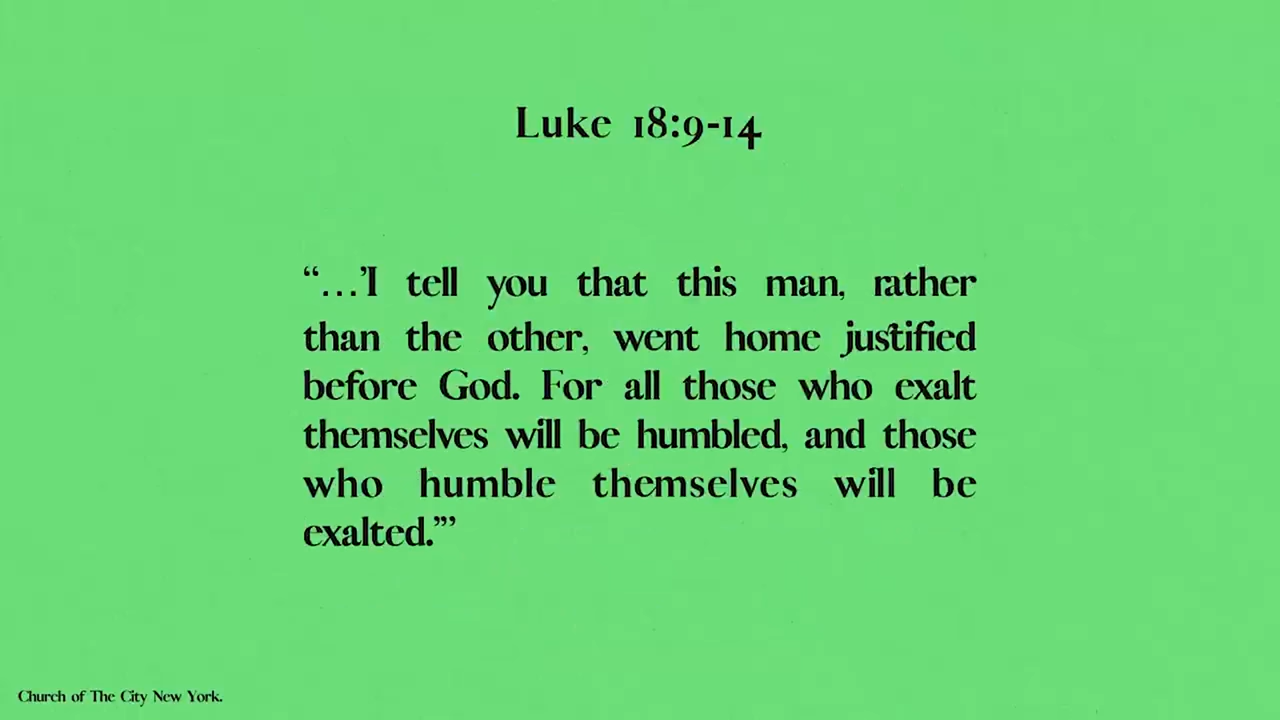 Luke 18:9-14
“…’I tell you that this man, rather
than the other, went home justified
before God. For all those who exalt
themselves will be humbled, and those
who humble themselves will be
exalted.’”
Church of The City New York.